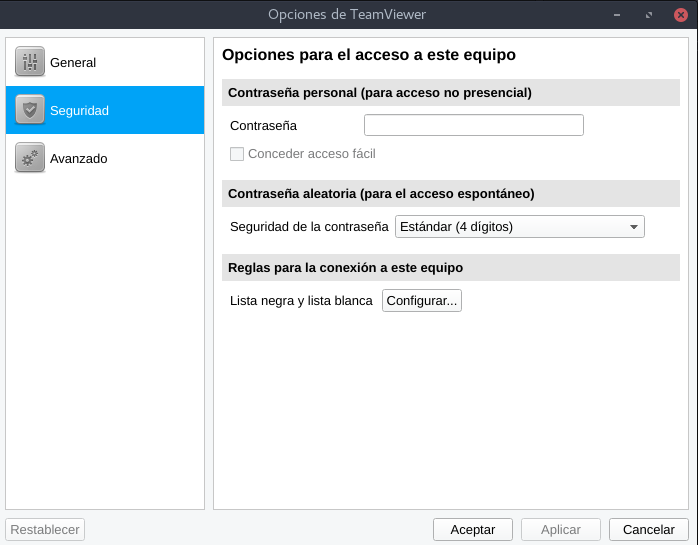 Opciones de TeamViewer
General
Seguridad
Avanzado
Opciones para el acceso a este equipo
Contraseña personal (para acceso no presencial)
Contraseña
Conceder acceso fácil
Contraseña aleatoria (para el acceso espontáneo)
Seguridad de la contraseña Estándar (4 dígitos)
Reglas para la conexión a este equipo
Lista negra y lista blanca Configurar...
Restablecer Aceptar Aplicar Cancelar